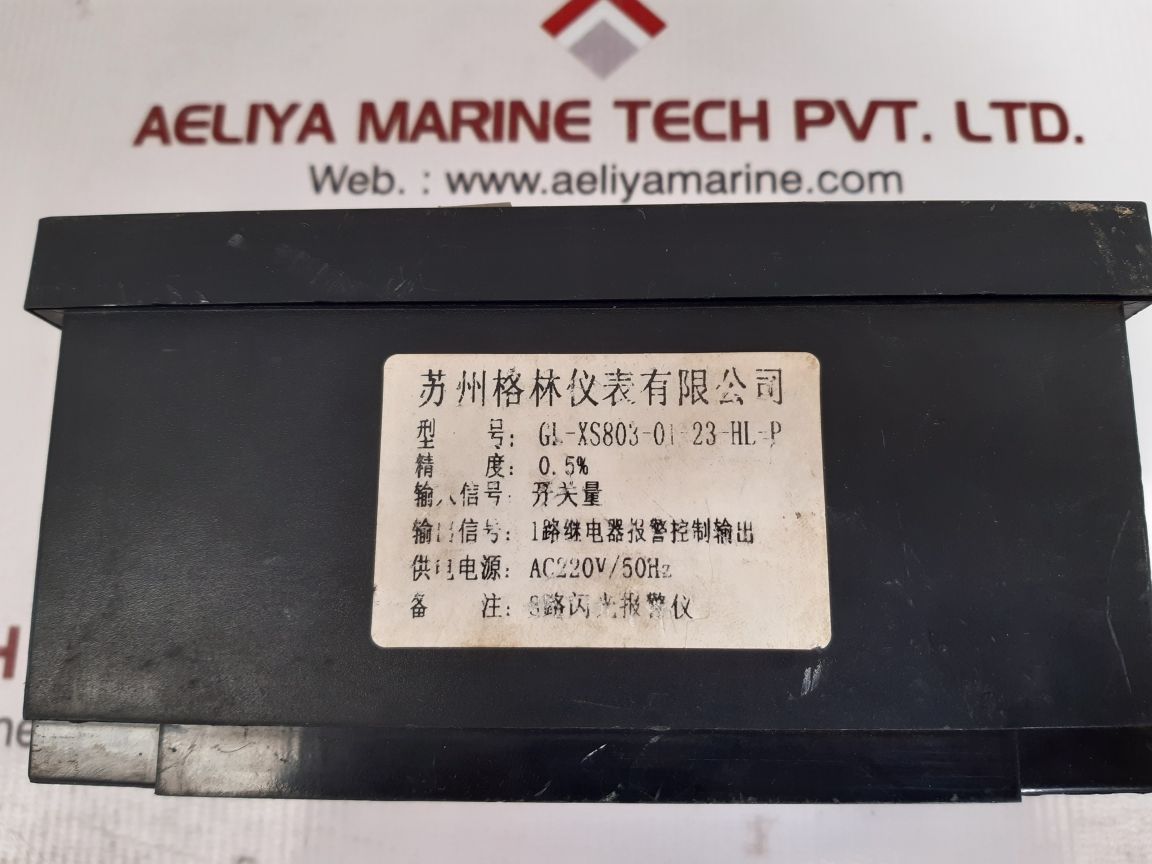 AELIYA MARINE TECH PVT. LTD.
Web. : www.aeliyamarine.com
苏州格林仪表有限公司
型 号: GL-XS803-01-23-HL-P
精 度: 0.5%
输入信号: 开关量
输出信号: 1路继电器报警控制输出
供电电源: AC220V/50Hz
备 注: 8路闪光报警仪
H
ne